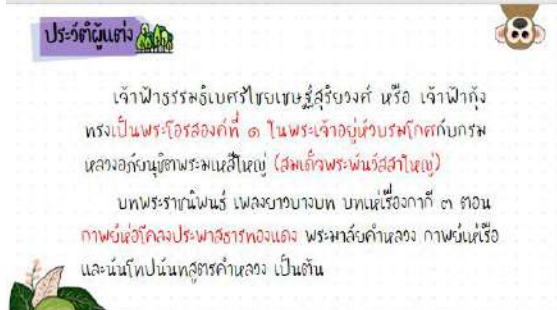 ประวัติผู้แต่ง
เจ้าฟ้าธรรมธิเบศรไชยเชษฐ์สุริยวงศ์ หรือ เจ้าฟ้ากุ้ง
ทรงเป็นพระโอรสองค์ที่ ๑ ในพระเจ้าอยู่หัวบรมโกศกับกรม
หลวงอภัยนุชิตาพระมเหสีใหญ่ (สมเด็จพระพันวัสสาใหญ่)
บทพระราชนิพนธ์ เพลงยาวบางบท บทเห่เรื่องกากี ๓ ตอน
กาพย์ห่อโคลงประพาสธารทองแดง พระมาลัยคำหลวง กาพย์เห่เรือ
และนันโทปนันทสูตรคำหลวง เป็นต้น